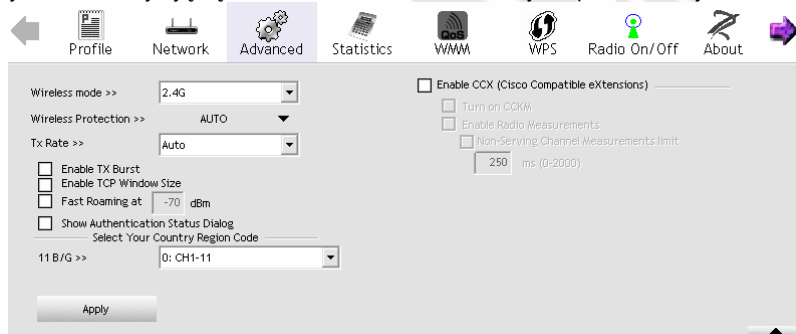 Profile Network Advanced Statistics QoS WMM WPS Radio On/Off About
Wireless mode >> 2.4G
Wireless Protection >> AUTO
Tx Rate >> Auto
Enable TX Burst
Enable TCP Window Size
Fast Roaming at -70 dBm
Show Authentication Status Dialog
Select Your Country Region Code
11 B/G >> 0: CH1-11
Apply
Enable CCX (Cisco Compatible eXtensions)
Turn on CCKM
Enable Radio Measurements
Non-Serving Channel Measurements limit
250 ms (0-2000)